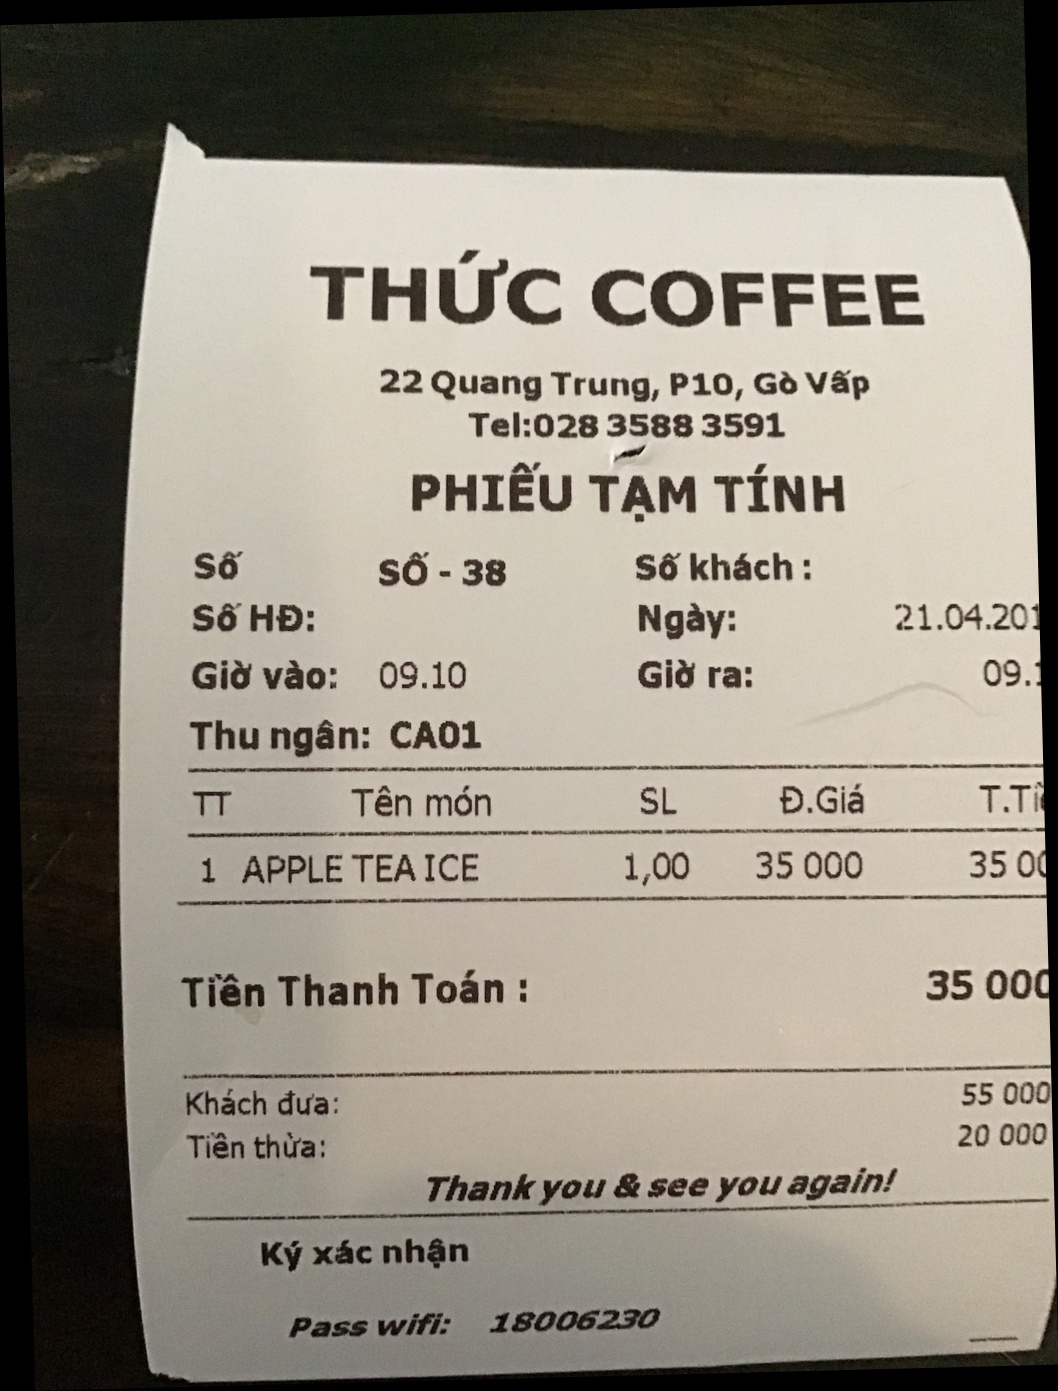 THỨC COFFEE
22 Quang Trung, P10, Gò Vấp
Tel:028 3588 3591
PHIẾU TẠM TÍNH
Số SỐ - 38 Số khách :
Số HĐ: Ngày: 21.04.201
Giờ vào: 09.10 Giờ ra: 09.1
Thu ngân: CA01
TT Tên món SL Đ.Giá T.Tiề
1 APPLE TEA ICE 1,00 35 000 35 00
Tiền Thanh Toán : 35 000
Khách đưa: 55 000
Tiền thừa: 20 000
Thank you & see you again!
Ký xác nhận
Pass wifi: 18006230